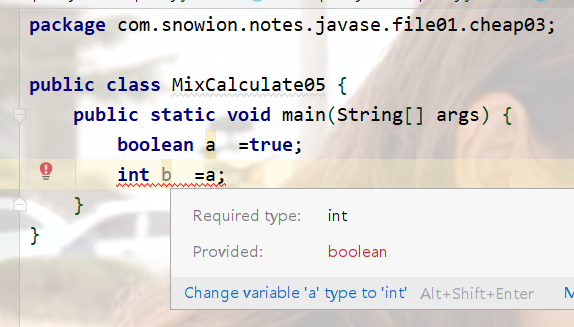 package com.snowion.notes.javase.file01.cheap03;
public class MixCalculate05 {
public static void main(String[] args) {
boolean a  =true;
int b  =a;
}
}
Required type: int
Provided: boolean
Change variable 'a' type to 'int' Alt+Shift+Enter